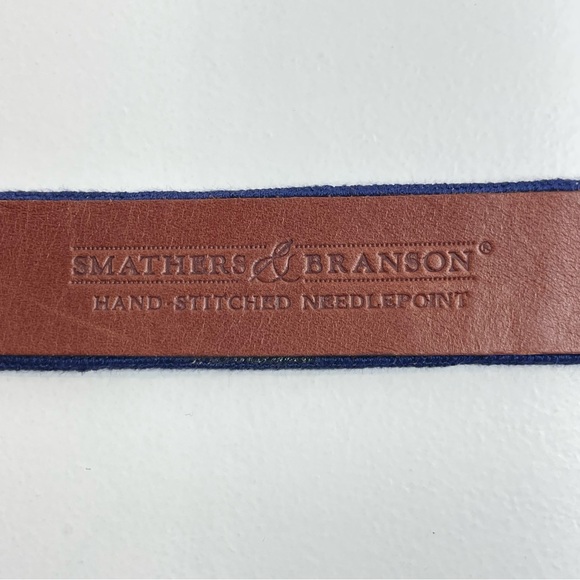 SMATHERS & BRANSON®
HAND·STITCHED NEEDLEPOINT